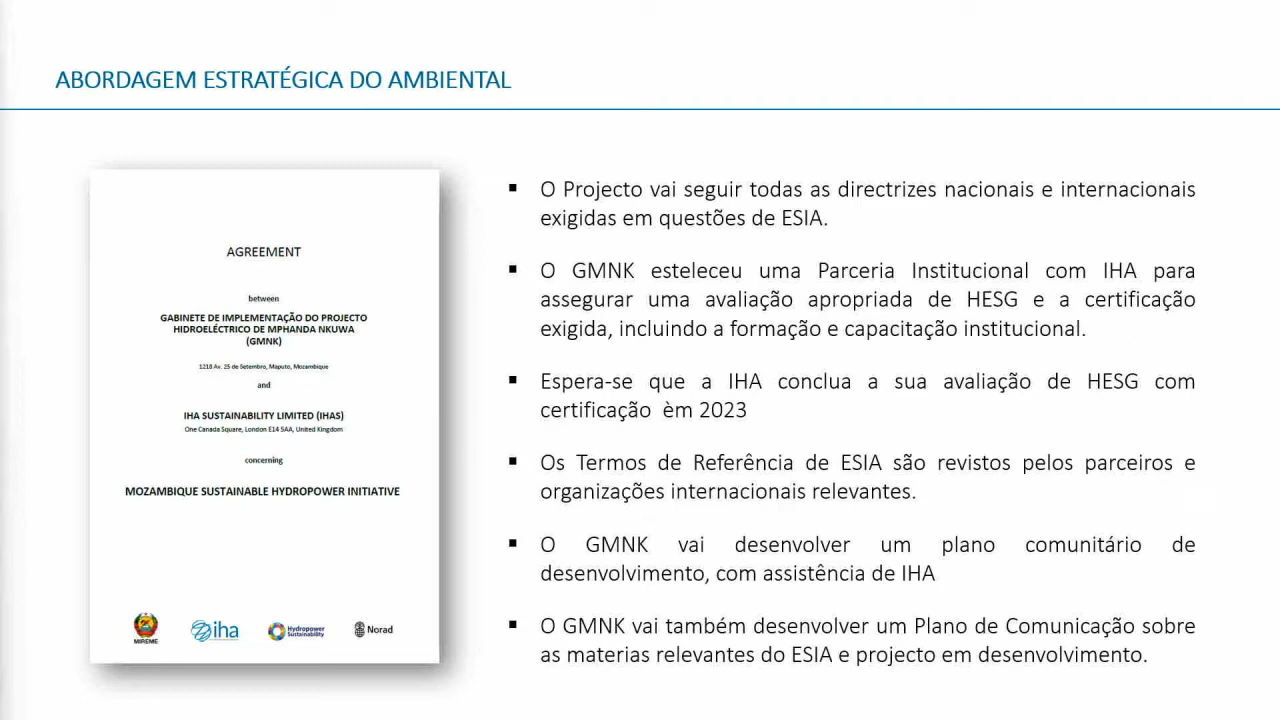 ABORDAGEM ESTRATÉGICA DO AMBIENTAL
AGREEMENT
between
GABINETE DE IMPLEMENTAÇÃO DO PROJECTO
HIDROELÉCTRICO DE MPHANDA NKUWA
(GMNK)
1218 Av. 25 de Setembro, Maputo, Mozambique
and
IHA SUSTAINABILITY LIMITED (IHAS)
One Canada Square, London E14 5AA, United Kingdom
concerning
MOZAMBIQUE SUSTAINABLE HYDROPOWER INITIATIVE
MIREME
iha
Hydropower
Sustainability
Norad
▪ O Projecto vai seguir todas as directrizes nacionais e internacionais
exigidas em questões de ESIA.
▪ O GMNK esteleceu uma Parceria Institucional com IHA para
assegurar uma avaliação apropriada de HESG e a certificação
exigida, incluindo a formação e capacitação institucional.
▪ Espera-se que a IHA conclua a sua avaliação de HESG com
certificação èm 2023
▪ Os Termos de Referência de ESIA são revistos pelos parceiros e
organizações internacionais relevantes.
▪ O GMNK vai desenvolver um plano comunitário de
desenvolvimento, com assistência de IHA
▪ O GMNK vai também desenvolver um Plano de Comunicação sobre
as materias relevantes do ESIA e projecto em desenvolvimento.